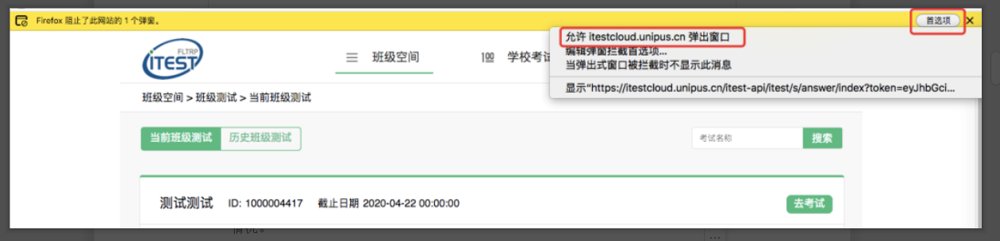 Firefox 阻止了此网站的 1 个弹窗。
首选项
允许 itestcloud.unipus.cn 弹出窗口
编辑弹窗拦截首选项...
当弹出式窗口被拦截时不显示此消息
显示“https://itestcloud.unipus.cn/itest-api/itest/s/answer/index?token=eyJhbGci...
FLTRP
iTEST
班级空间
100 学校考试
班级空间 > 班级测试 > 当前班级测试
当前班级测试 历史班级测试
考试名称 搜索
测试测试 ID: 1000004417 截止日期 2020-04-22 00:00:00 去考试